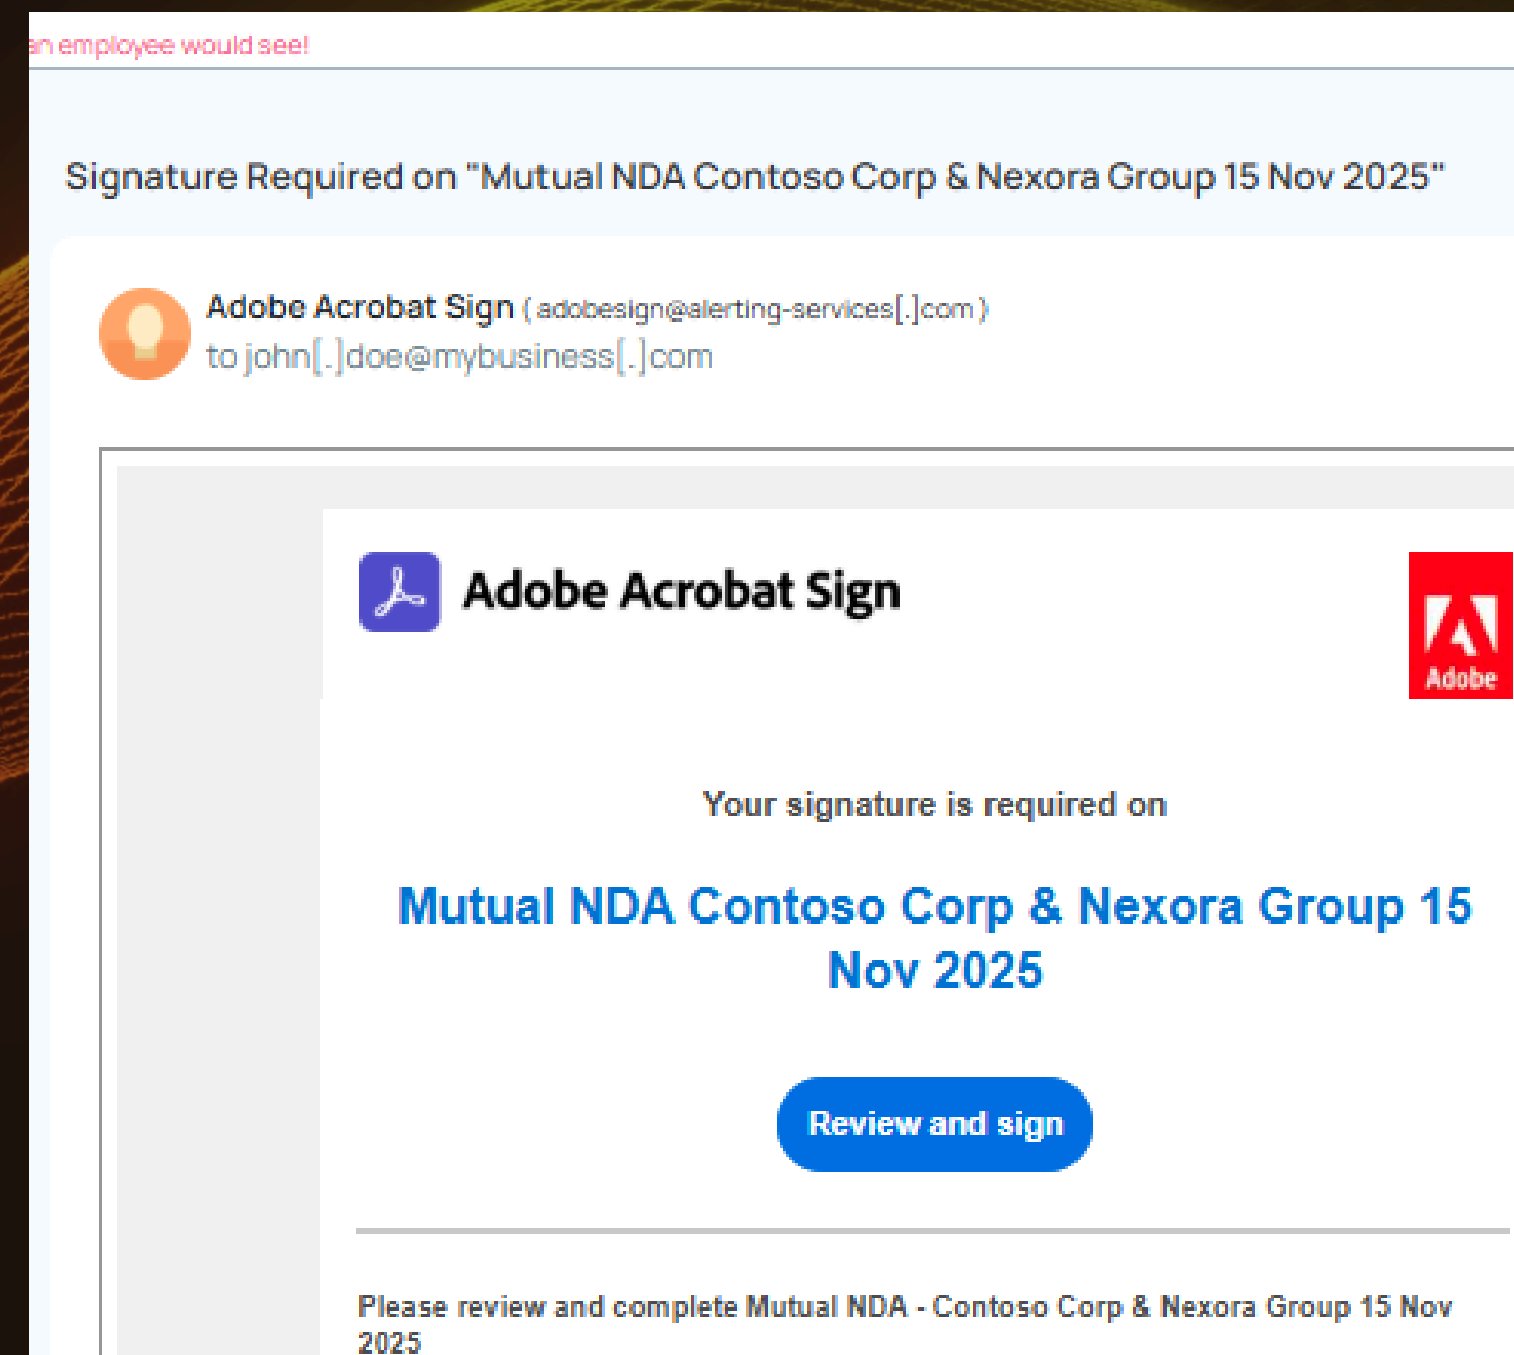 an employee would see!
Signature Required on "Mutual NDA Contoso Corp & Nexora Group 15 Nov 2025"
Adobe Acrobat Sign ( adobesign@alerting-services[.]com )
to john[.]doe@mybusiness[.]com
Adobe Acrobat Sign
Adobe
Your signature is required on
Mutual NDA Contoso Corp & Nexora Group 15
Nov 2025
Review and sign
Please review and complete Mutual NDA - Contoso Corp & Nexora Group 15 Nov
2025